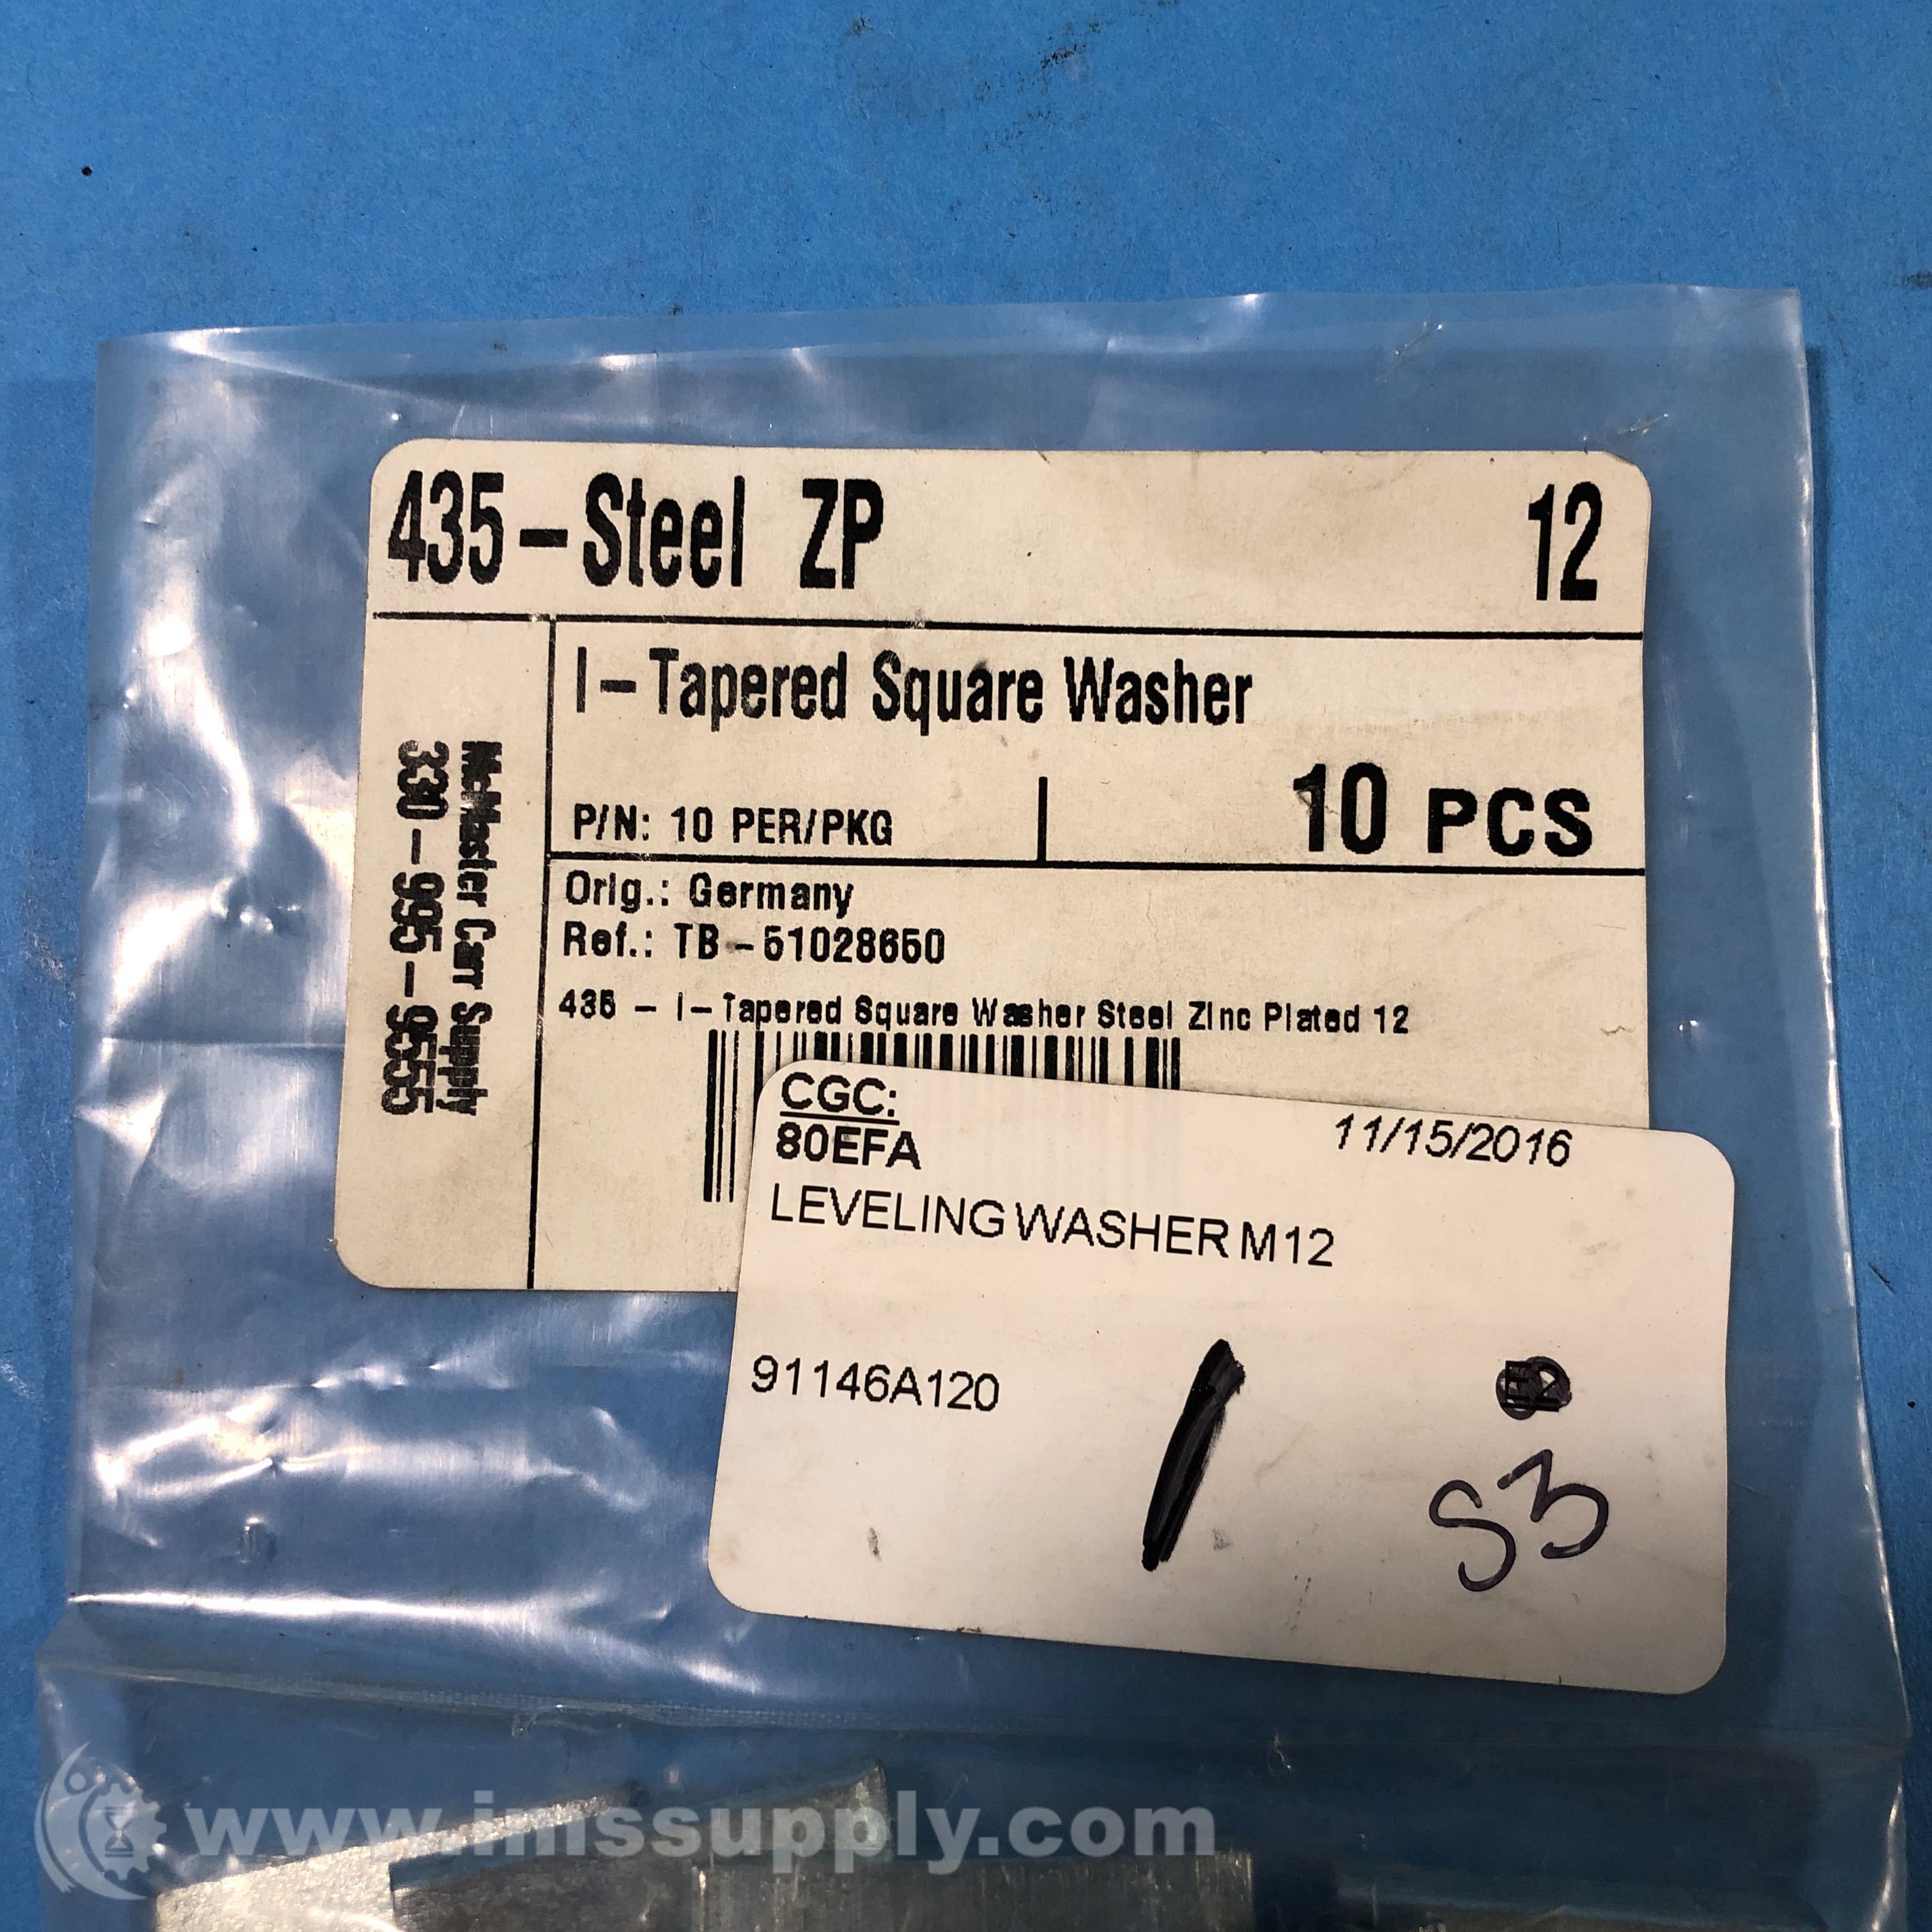 435-Steel ZP 12
I-Tapered Square Washer
P/N: 10 PER/PKG 10 PCS
Orig.: Germany
Ref.: TB-51028650
435 - I-Tapered Square Washer Steel Zinc Plated 12
McMaster Carr Supply
330-995-9555
CGC:
80EFA
11/15/2016
LEVELING WASHER M12
91146A120
E2
S3
www.imssupply.com